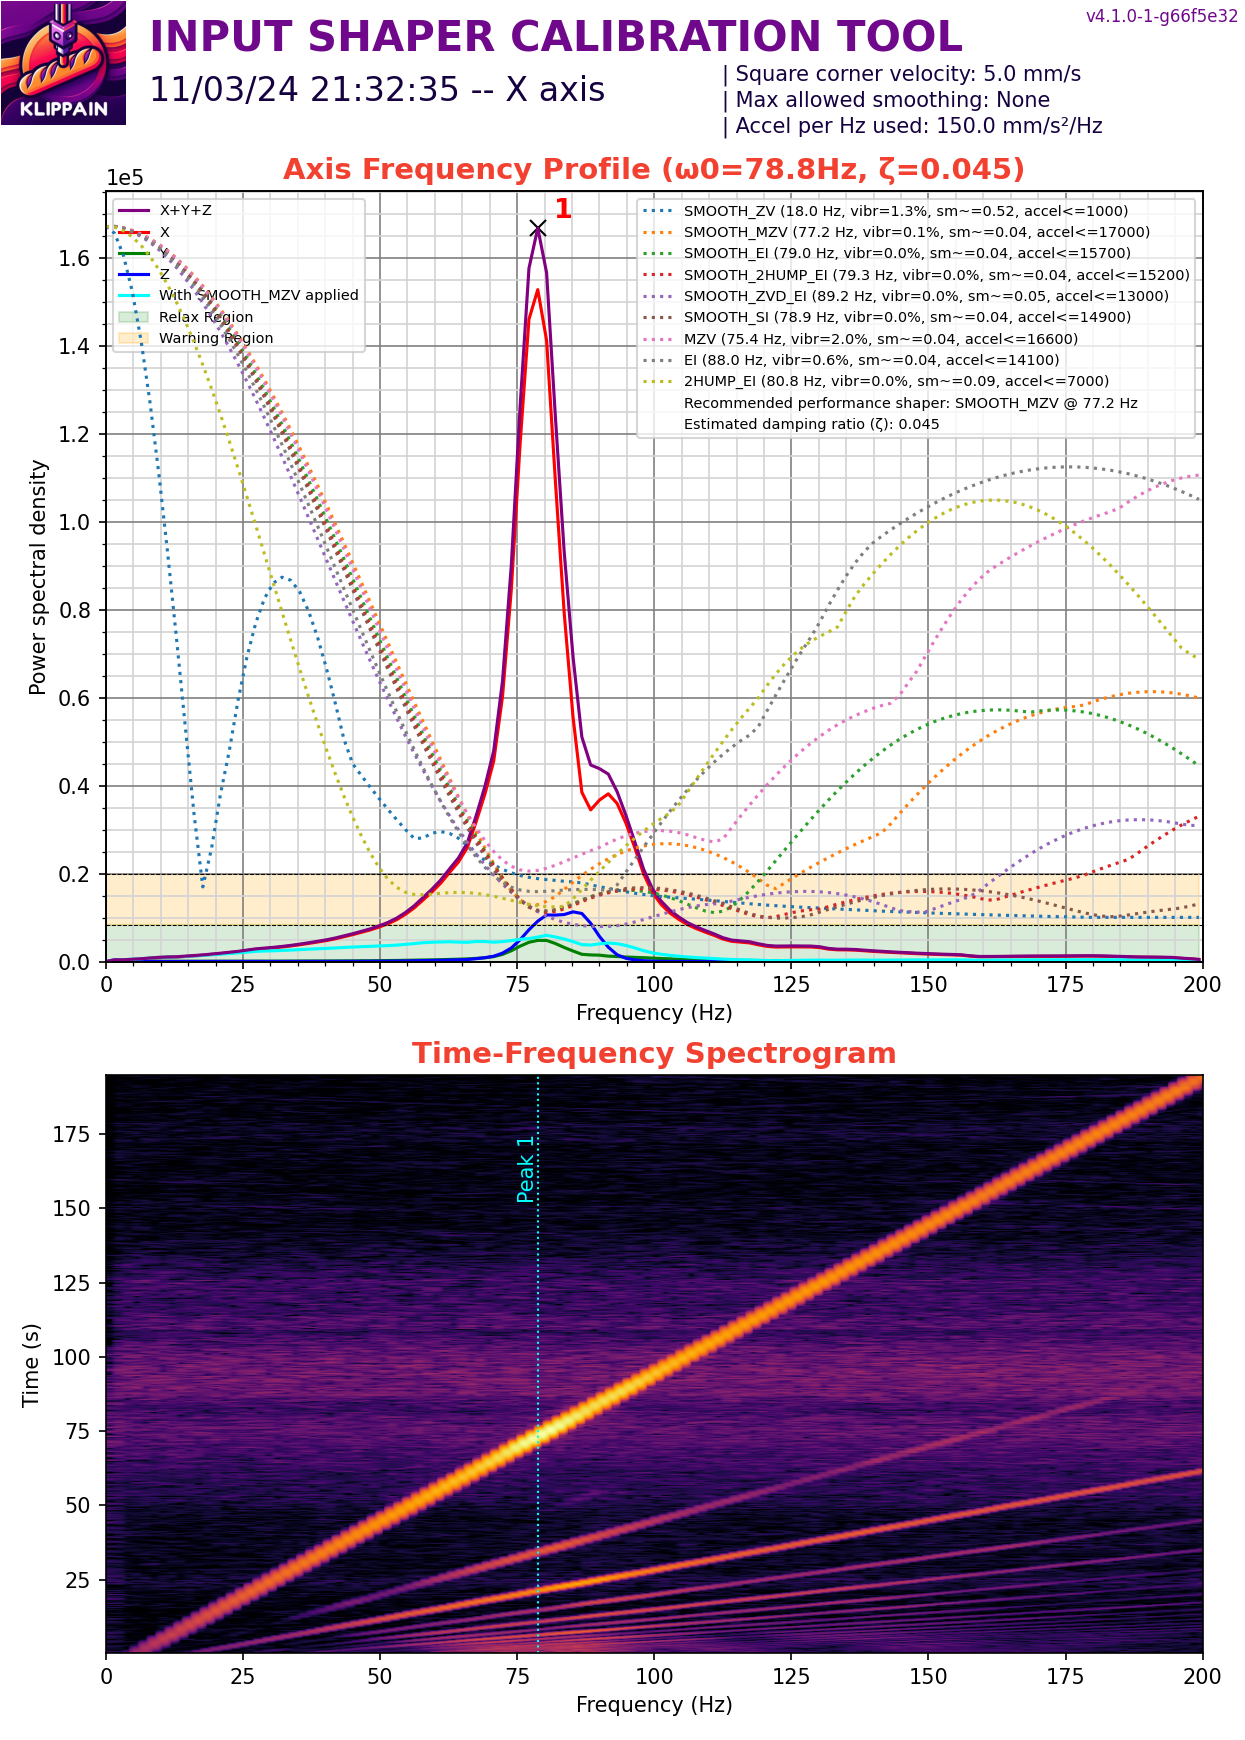 v4.1.0-1-g66f5e32
INPUT SHAPER CALIBRATION TOOL
11/03/24 21:32:35 -- X axis
| Square corner velocity: 5.0 mm/s
| Max allowed smoothing: None
| Accel per Hz used: 150.0 mm/s²/Hz
KLIPPAIN
Axis Frequency Profile (ω0=78.8Hz, ζ=0.045)
1e5
X+Y+Z
X
Y
Z
With SMOOTH_MZV applied
Relax Region
Warning Region
1
SMOOTH_ZV (18.0 Hz, vibr=1.3%, sm~=0.52, accel<=1000)
SMOOTH_MZV (77.2 Hz, vibr=0.1%, sm~=0.04, accel<=17000)
SMOOTH_EI (79.0 Hz, vibr=0.0%, sm~=0.04, accel<=15700)
SMOOTH_2HUMP_EI (79.3 Hz, vibr=0.0%, sm~=0.04, accel<=15200)
SMOOTH_ZVD_EI (89.2 Hz, vibr=0.0%, sm~=0.05, accel<=13000)
SMOOTH_SI (78.9 Hz, vibr=0.0%, sm~=0.04, accel<=14900)
MZV (75.4 Hz, vibr=2.0%, sm~=0.04, accel<=16600)
EI (88.0 Hz, vibr=0.6%, sm~=0.04, accel<=14100)
2HUMP_EI (80.8 Hz, vibr=0.0%, sm~=0.09, accel<=7000)
Recommended performance shaper: SMOOTH_MZV @ 77.2 Hz
Estimated damping ratio (ζ): 0.045
Power spectral density
1.6
1.4
1.2
1.0
0.8
0.6
0.4
0.2
0.0
0 25 50 75 100 125 150 175 200
Frequency (Hz)
Time-Frequency Spectrogram
Peak 1
Time (s)
175
150
125
100
75
50
25
0 25 50 75 100 125 150 175 200
Frequency (Hz)